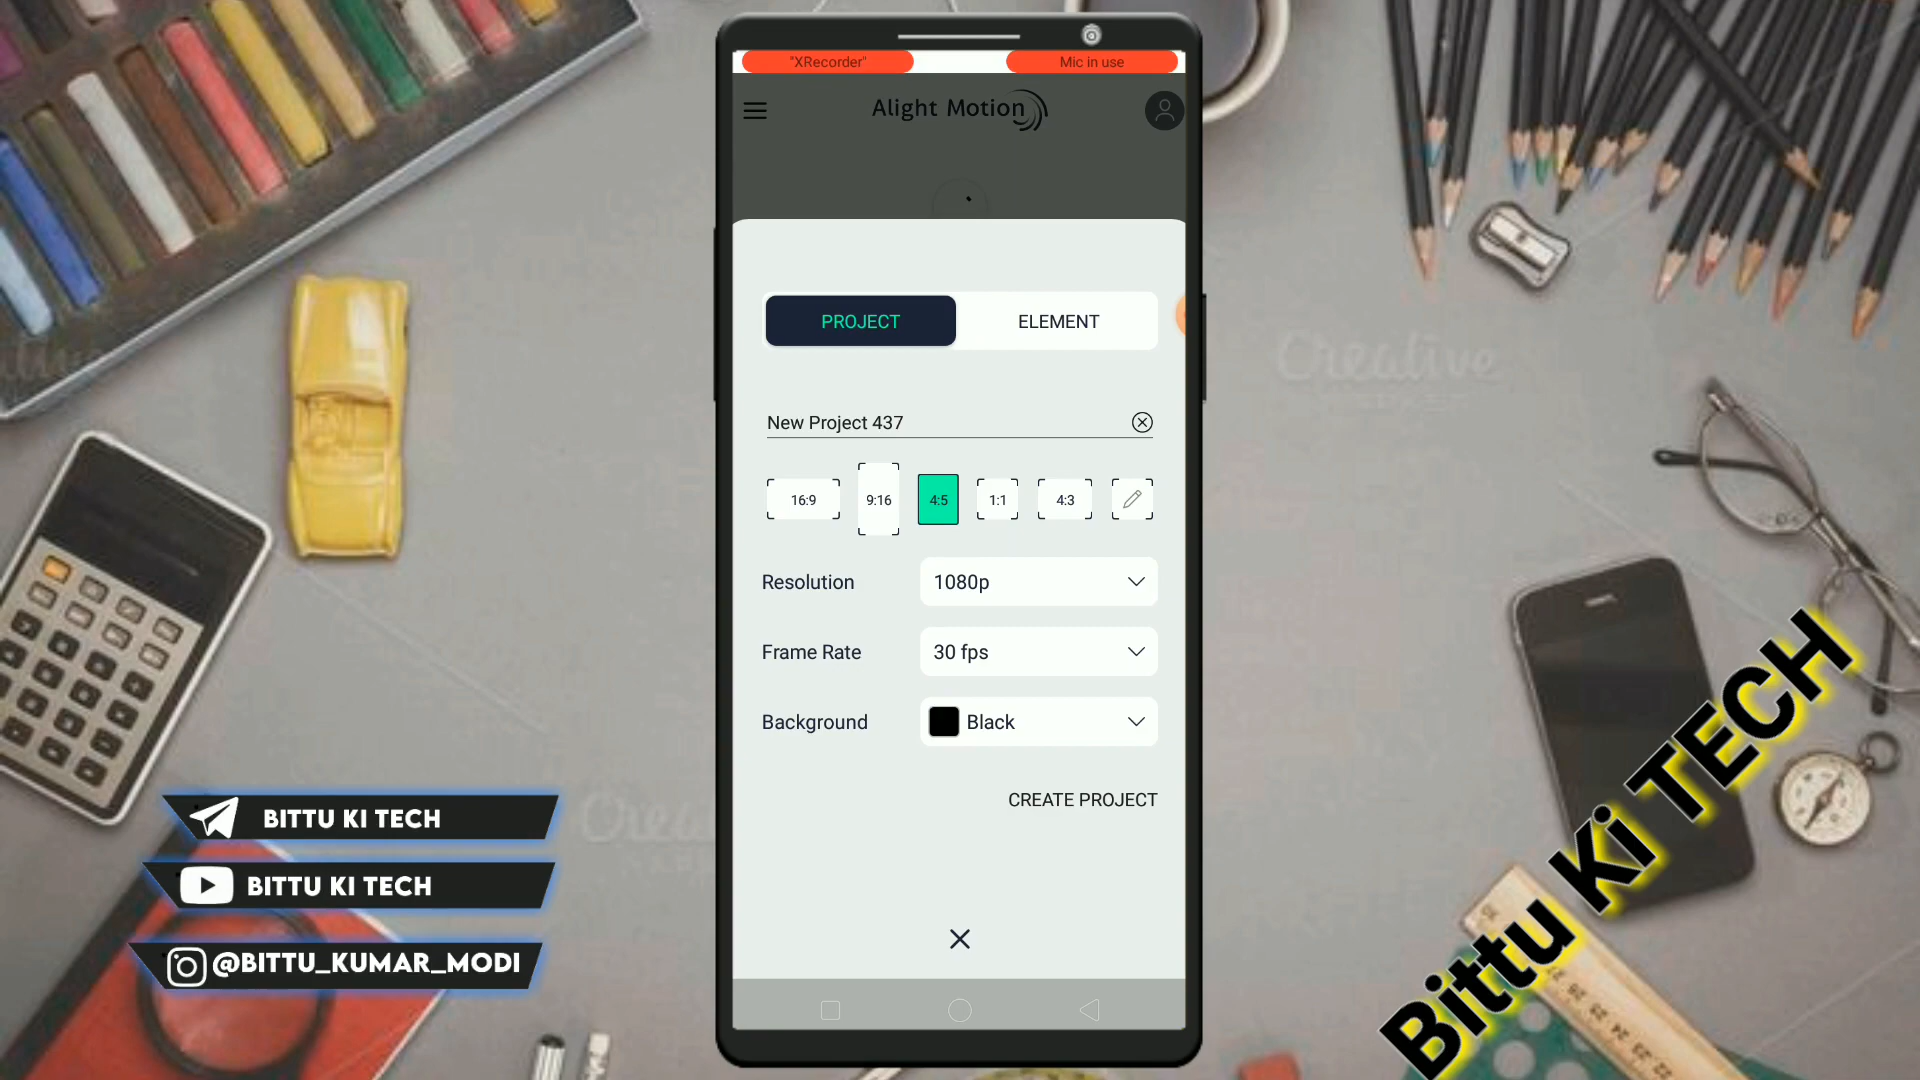 "XRecorder"
Mic in use
Alight Motion
PROJECT
ELEMENT
New Project 437
16:9
9:16
4:5
1:1
4:3
Resolution
1080p
Frame Rate
30 fps
Background
Black
CREATE PROJECT
BITTU KI TECH
BITTU KI TECH
@BITTU_KUMAR_MODI
Bittu Ki TECH
Creative